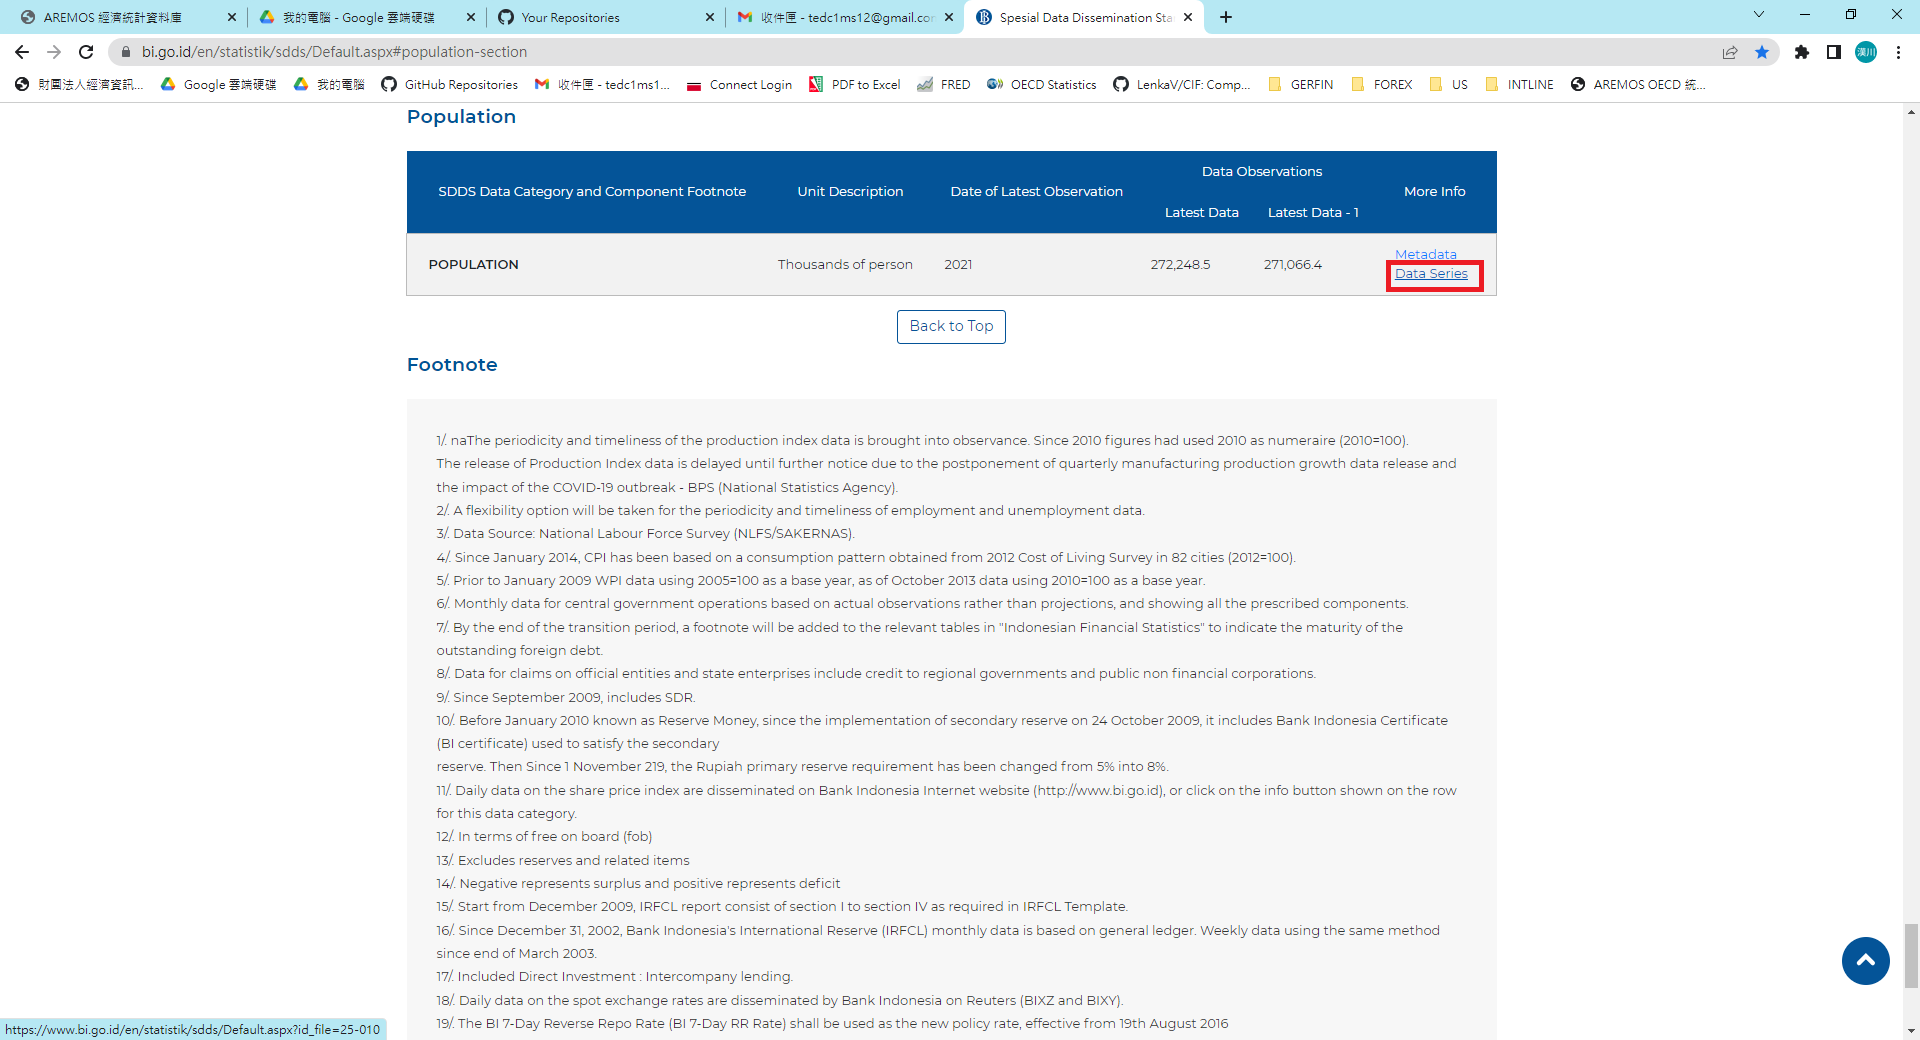 AREMOS 經濟統計資料庫
我的電腦 - Google 雲端硬碟
Your Repositories
收件匣 - tedc1ms12@gmail.cor
Spesial Data Dissemination Sta
bi.go.id/en/statistik/sdds/Default.aspx#population-section
漢川
財團法人經濟資訊...
Google 雲端硬碟
我的電腦
GitHub Repositories
收件匣 - tedc1ms1...
Connect Login
PDF to Excel
FRED
OECD Statistics
LenkaV/CIF: Comp...
GERFIN
FOREX
US
INTLINE
AREMOS OECD 統...
Population
SDDS Data Category and Component Footnote
Unit Description
Date of Latest Observation
Data Observations
Latest Data
Latest Data - 1
More Info
POPULATION
Thousands of person
2021
272,248.5
271,066.4
Metadata
Data Series
Back to Top
Footnote
1/. naThe periodicity and timeliness of the production index data is brought into observance. Since 2010 figures had used 2010 as numeraire (2010=100).
The release of Production Index data is delayed until further notice due to the postponement of quarterly manufacturing production growth data release and
the impact of the COVID-19 outbreak - BPS (National Statistics Agency).
2/. A flexibility option will be taken for the periodicity and timeliness of employment and unemployment data.
3/. Data Source: National Labour Force Survey (NLFS/SAKERNAS).
4/. Since January 2014, CPI has been based on a consumption pattern obtained from 2012 Cost of Living Survey in 82 cities (2012=100).
5/. Prior to January 2009 WPI data using 2005=100 as a base year, as of October 2013 data using 2010=100 as a base year.
6/. Monthly data for central government operations based on actual observations rather than projections, and showing all the prescribed components.
7/. By the end of the transition period, a footnote will be added to the relevant tables in "Indonesian Financial Statistics" to indicate the maturity of the
outstanding foreign debt.
8/. Data for claims on official entities and state enterprises include credit to regional governments and public non financial corporations.
9/. Since September 2009, includes SDR.
10/. Before January 2010 known as Reserve Money, since the implementation of secondary reserve on 24 October 2009, it includes Bank Indonesia Certificate
(BI certificate) used to satisfy the secondary
reserve. Then Since 1 November 219, the Rupiah primary reserve requirement has been changed from 5% into 8%.
11/. Daily data on the share price index are disseminated on Bank Indonesia Internet website (http://www.bi.go.id), or click on the info button shown on the row
for this data category.
12/. In terms of free on board (fob)
13/. Excludes reserves and related items
14/. Negative represents surplus and positive represents deficit
15/. Start from December 2009, IRFCL report consist of section I to section IV as required in IRFCL Template.
16/. Since December 31, 2002, Bank Indonesia's International Reserve (IRFCL) monthly data is based on general ledger. Weekly data using the same method
since end of March 2003.
17/. Included Direct Investment : Intercompany lending.
18/. Daily data on the spot exchange rates are disseminated by Bank Indonesia on Reuters (BIXZ and BIXY).
19/. The BI 7-Day Reverse Repo Rate (BI 7-Day RR Rate) shall be used as the new policy rate, effective from 19th August 2016
https://www.bi.go.id/en/statistik/sdds/Default.aspx?id_file=25-010